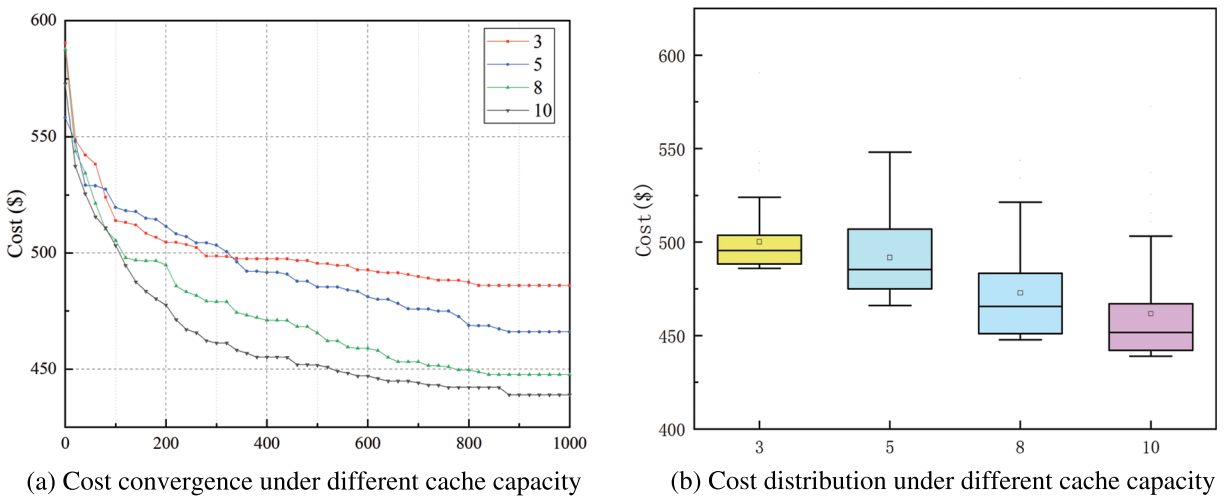 600
550
500
450
Cost ($)
3
5
8
10
0 200 400 600 800 1000
(a) Cost convergence under different cache capacity
600
550
500
450
400
Cost($)
3 5 8 10
(b) Cost distribution under different cache capacity